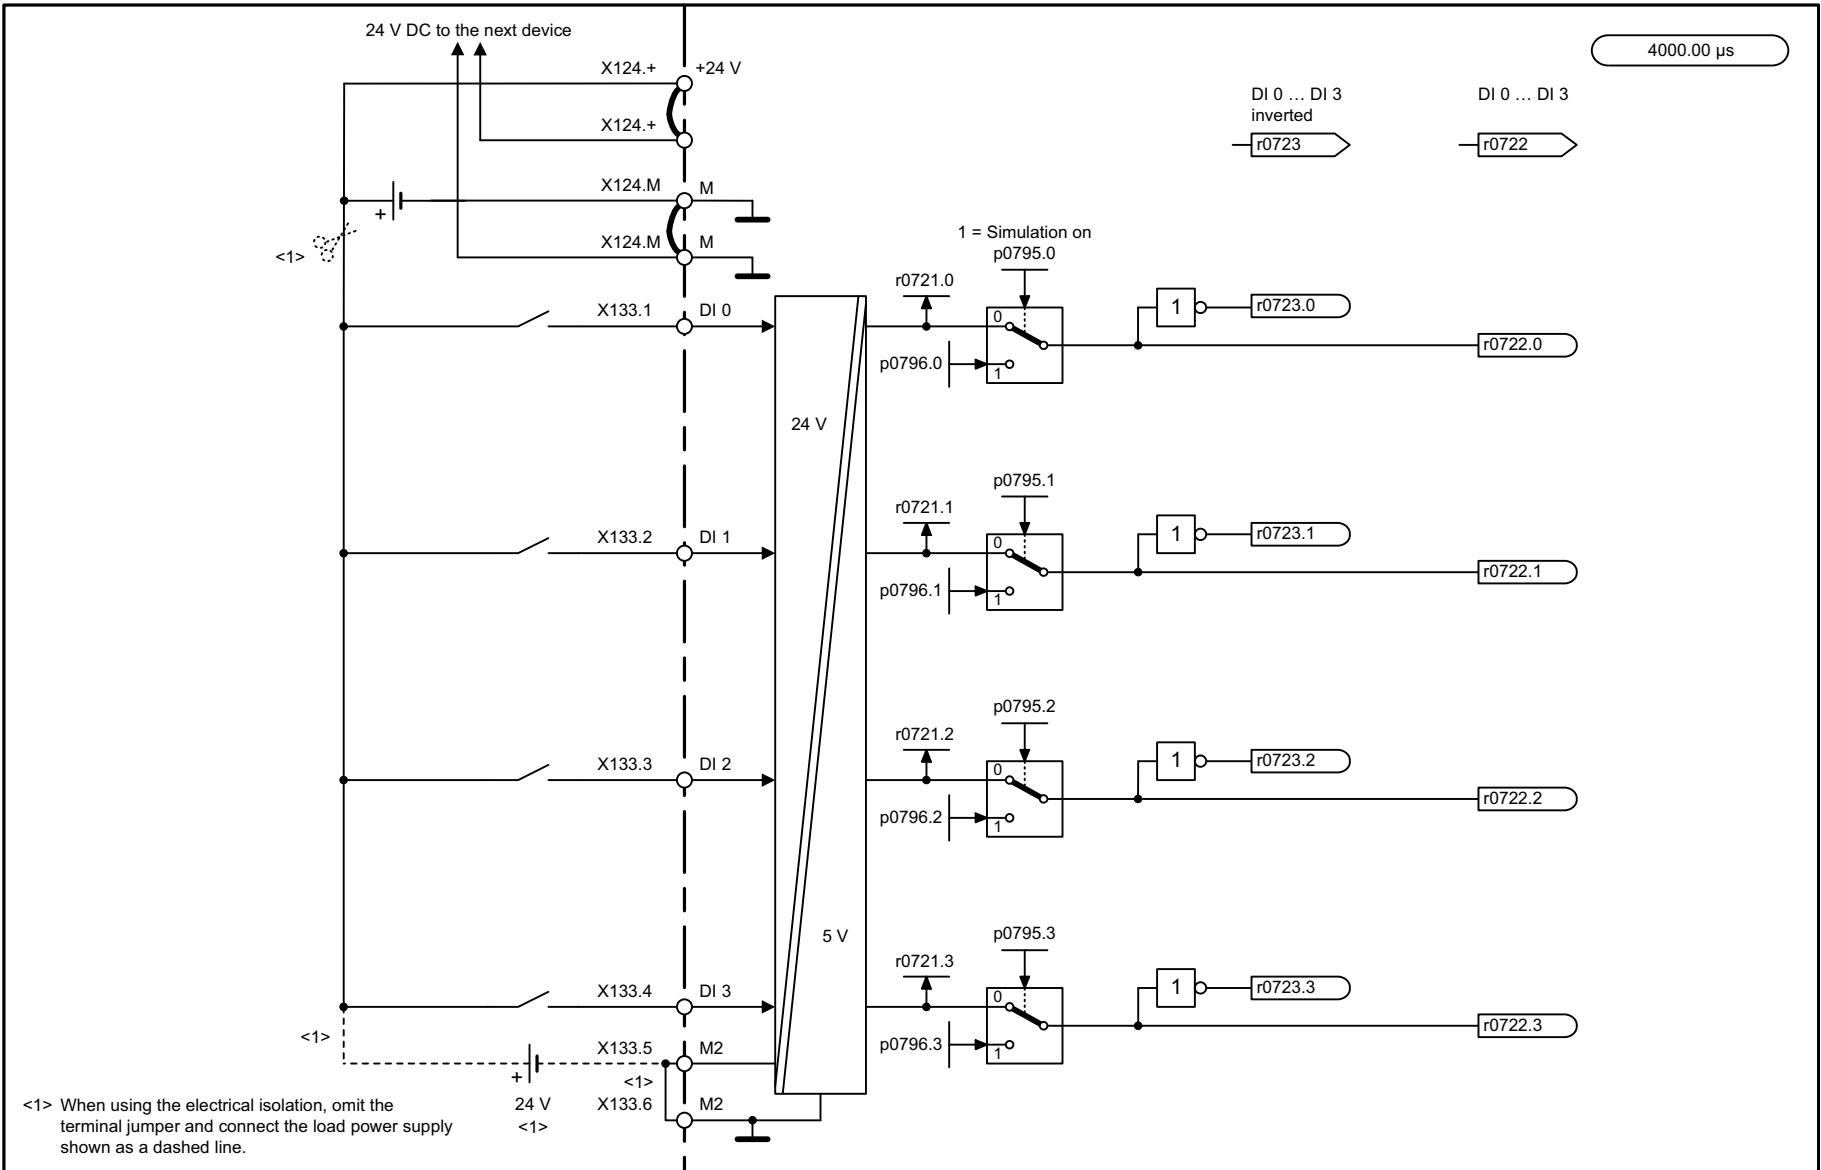 24 V DC to the next device
4000.00 µs
X124.+
+24 V
X124.+
DI 0 … DI 3
inverted
r0723
DI 0 … DI 3
r0722
X124.M
M
+
X124.M
M
<1>
1 = Simulation on
p0795.0
r0721.0
X133.1
DI 0
0
1
r0723.0
r0722.0
p0796.0
1
24 V
p0795.1
r0721.1
X133.2
DI 1
0
1
r0723.1
r0722.1
p0796.1
1
p0795.2
r0721.2
X133.3
DI 2
0
1
r0723.2
r0722.2
p0796.2
1
5 V
p0795.3
r0721.3
X133.4
DI 3
0
1
r0723.3
r0722.3
p0796.3
1
<1>
X133.5
M2
+
<1>
24 V
<1>
X133.6
M2
<1> When using the electrical isolation, omit the
terminal jumper and connect the load power supply
shown as a dashed line.